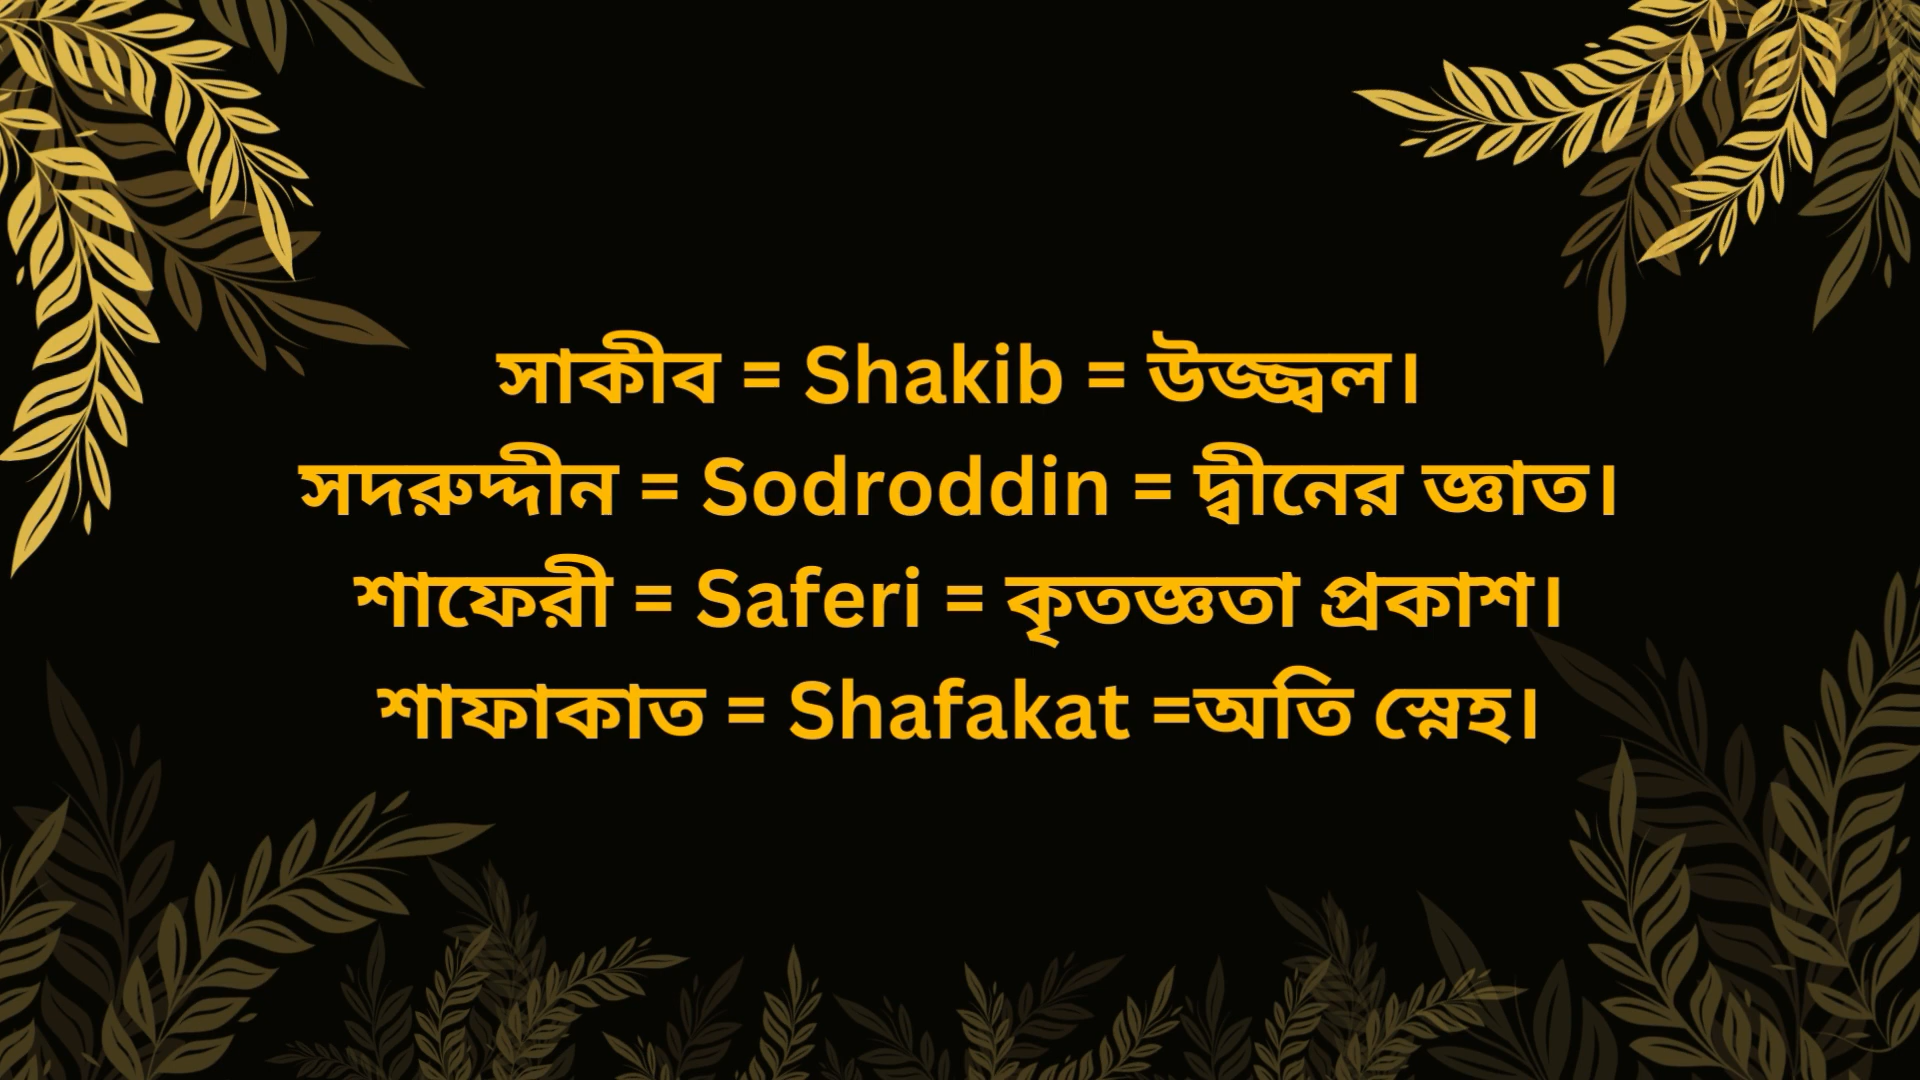 সাকীব = Shakib = উজ্জ্বল।
সদরুদ্দীন = Sodroddin = দ্বীনের জ্ঞাত।
শাফেরী = Saferi = কৃতজ্ঞতা প্রকাশ।
শাফাকাত = Shafakat =অতি স্নেহ।